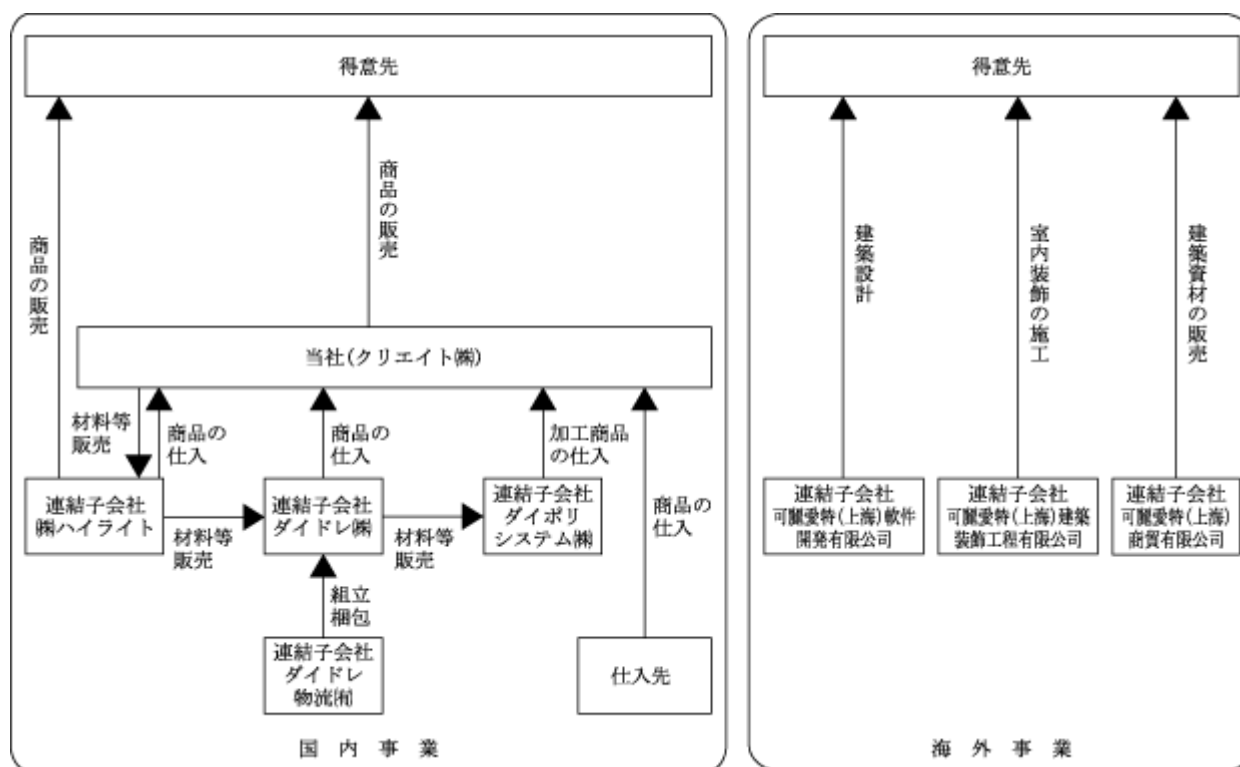 得意先
商品の販売
商品の販売
当社(クリエイト㈱)
材料等
販売
商品の
仕入
商品の
仕入
加工商品
の仕入
商品の
仕入
連結子会社
㈱ハイライト
材料等
販売
連結子会社
ダイドレ㈱
材料等
販売
連結子会社
ダイポリ
システム㈱
組立
梱包
連結子会社
ダイドレ
物流㈲
仕入先
国内事業
得意先
建築設計
室内装飾の施工
建築資材の販売
連結子会社
可麗愛特(上海)軟件
開発有限公司
連結子会社
可麗愛特(上海)建築
装飾工程有限公司
連結子会社
可麗愛特(上海)
商貿有限公司
海外事業